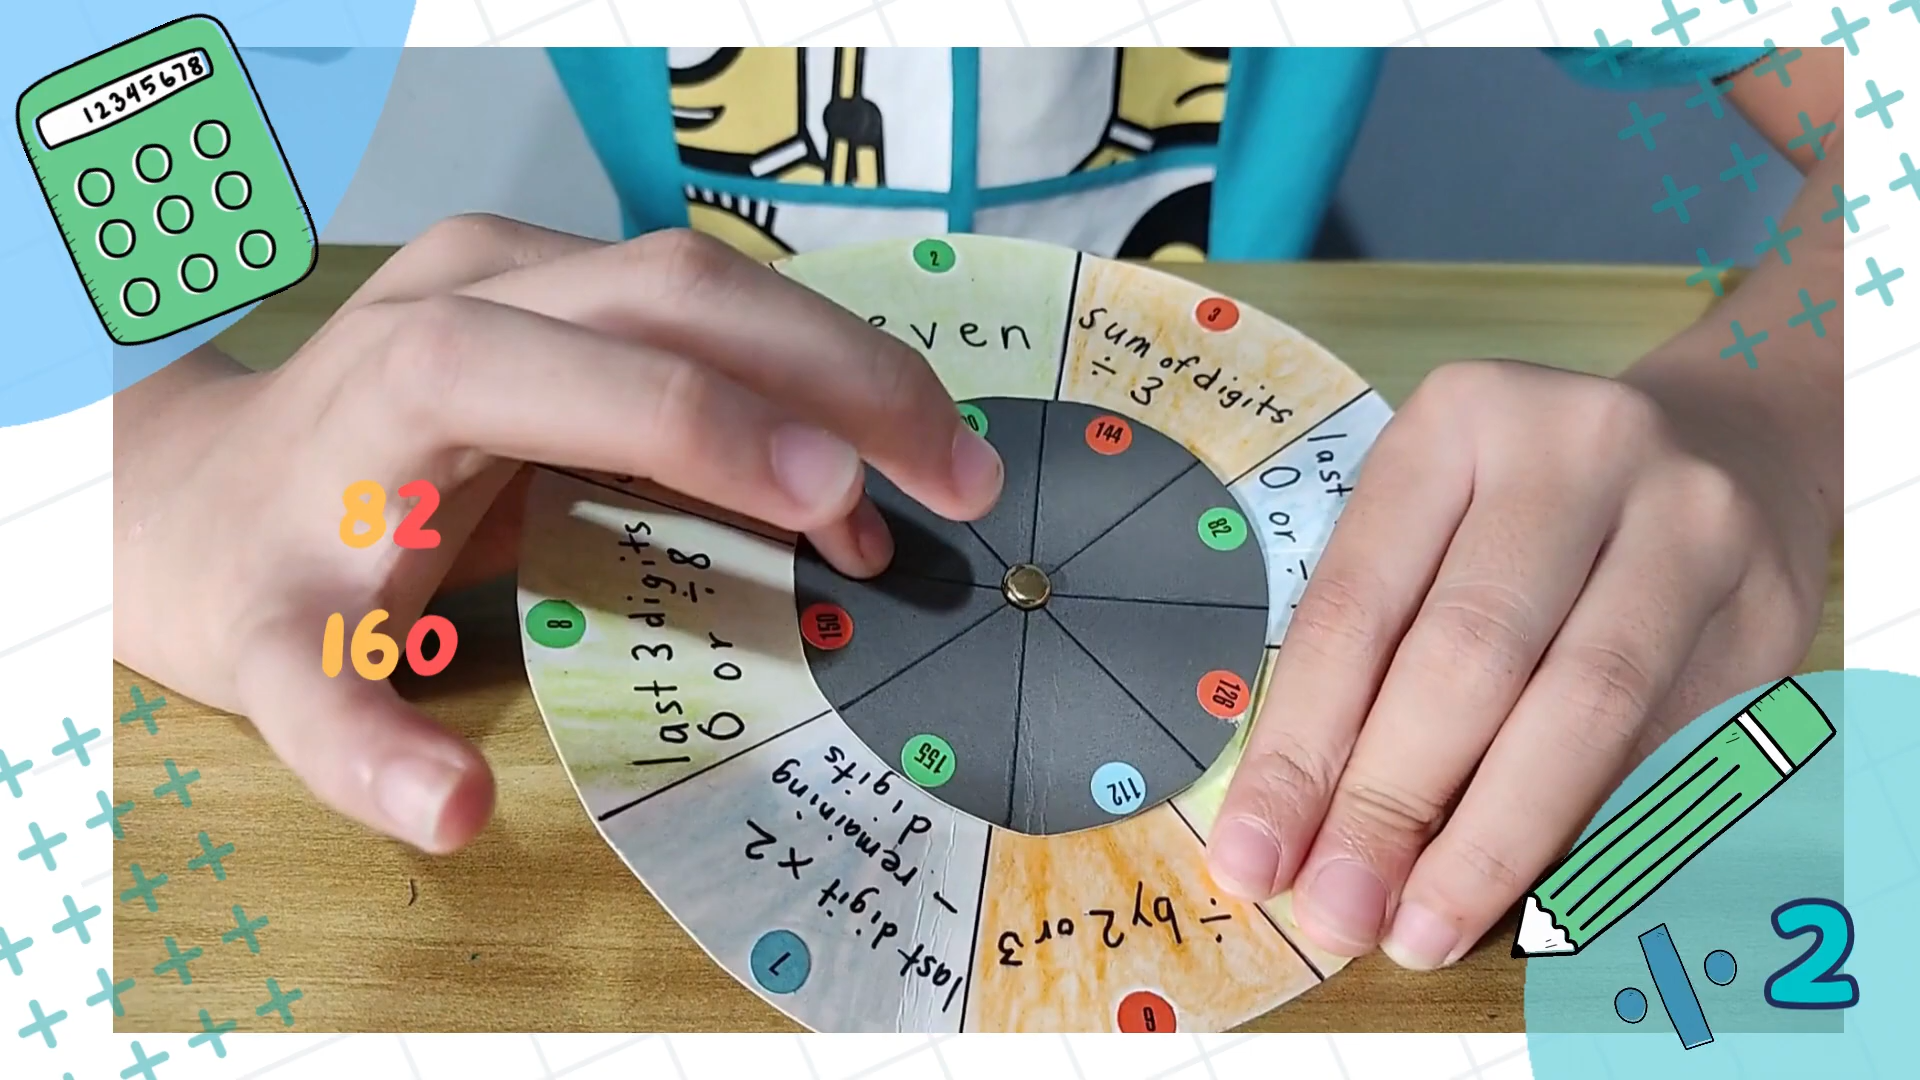 12345678
2
even
3
sum of digits
÷ 3
last
0 or ÷
144
82
128
112
155
150
8
last 3 digits
0 or ÷ 8
7
last digit x2
- remaining
digits
6
÷ by 2 or 3
82
160
÷ 2